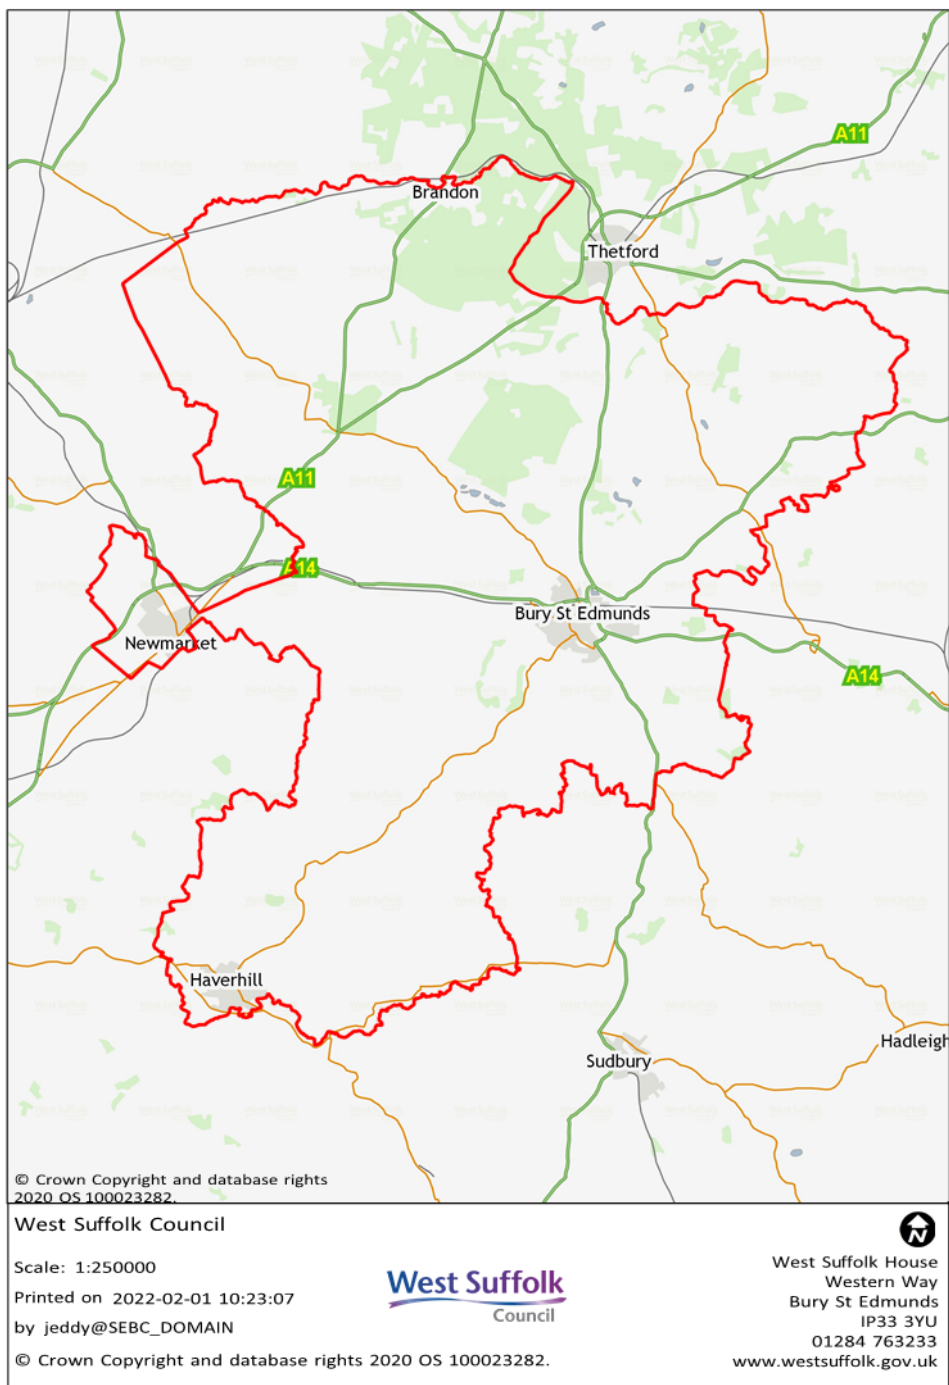 A11
Brandon
Thetford
A11
A14
Bury St Edmunds
Newmarket
A14
Haverhill
Hadleigh
Sudbury
© Crown Copyright and database rights
2020 OS 100023282.
West Suffolk Council
Scale: 1:250000
Printed on 2022-02-01 10:23:07
by jeddy@SEBC_DOMAIN
© Crown Copyright and database rights 2020 OS 100023282.
West Suffolk
Council
N
West Suffolk House
Western Way
Bury St Edmunds
IP33 3YU
01284 763233
www.westsuffolk.gov.uk